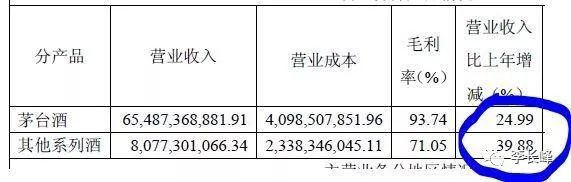 分产品 营业收入 营业成本 毛利率(%) 营业收入比上年增减(%)
茅台酒 65,487,368,881.91 4,098,507,851.96 93.74 24.99
其他系列酒 8,077,301,066.34 2,338,346,045.11 71.05 39.88
李长峰